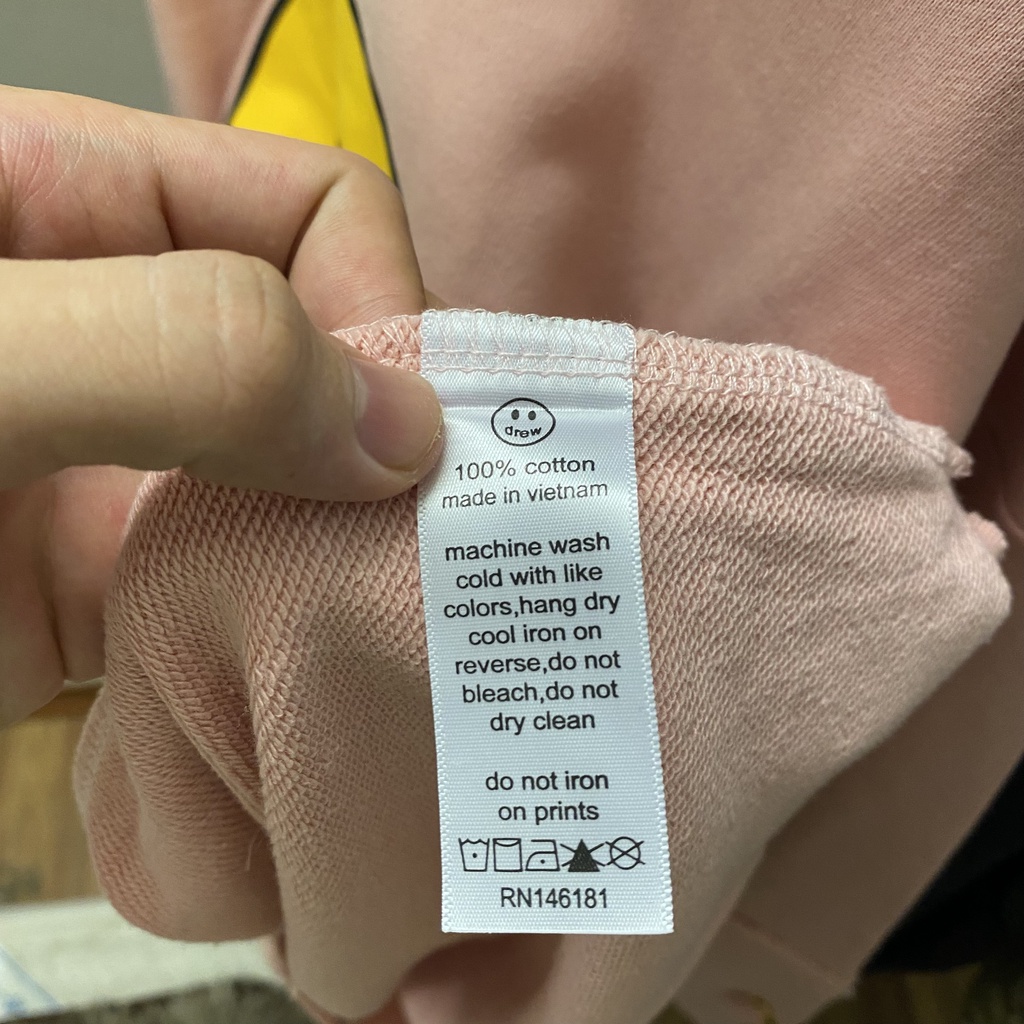 drew
100% cotton
made in vietnam
machine wash
cold with like
colors,hang dry
cool iron on
reverse,do not
bleach,do not
dry clean
do not iron
on prints
RN146181